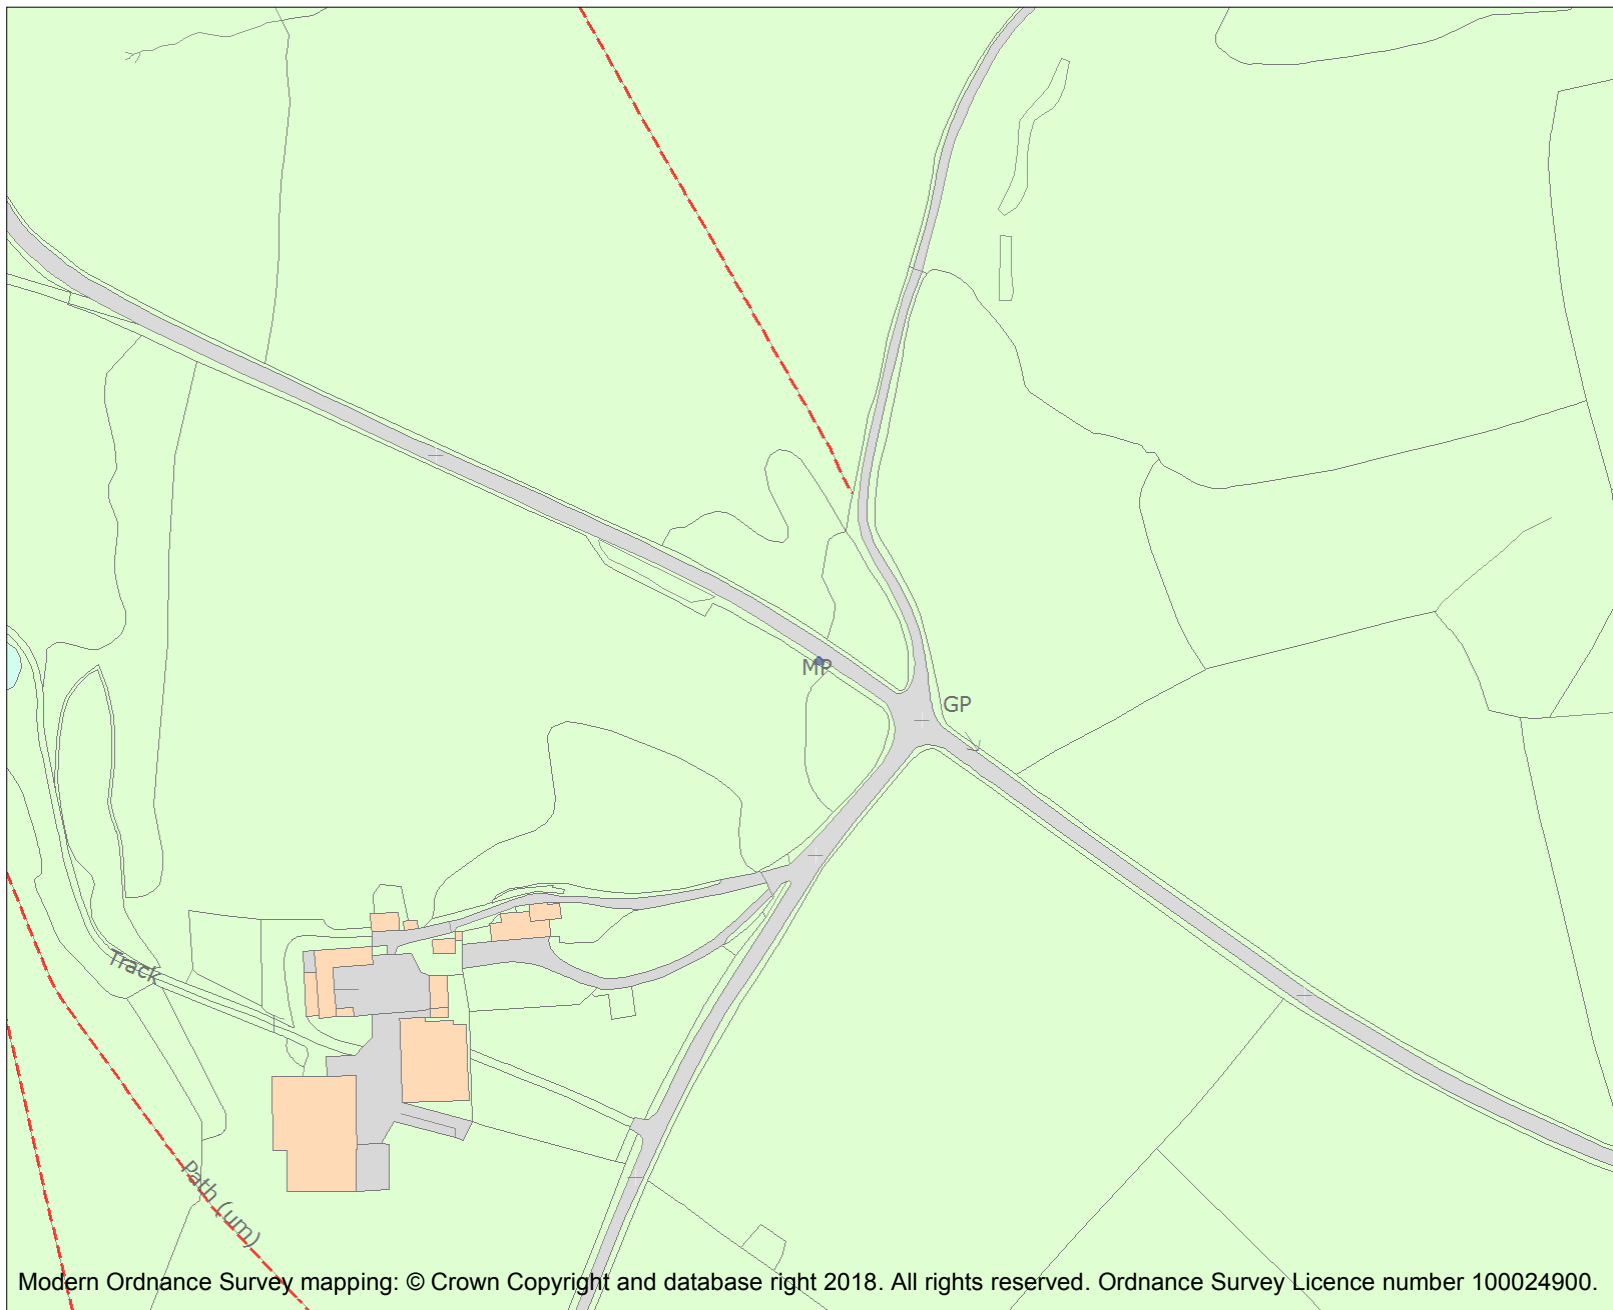 MP
GP
Track
Path (um)
Modern Ordnance Survey mapping: © Crown Copyright and database right 2018. All rights reserved. Ordnance Survey Licence number 100024900.